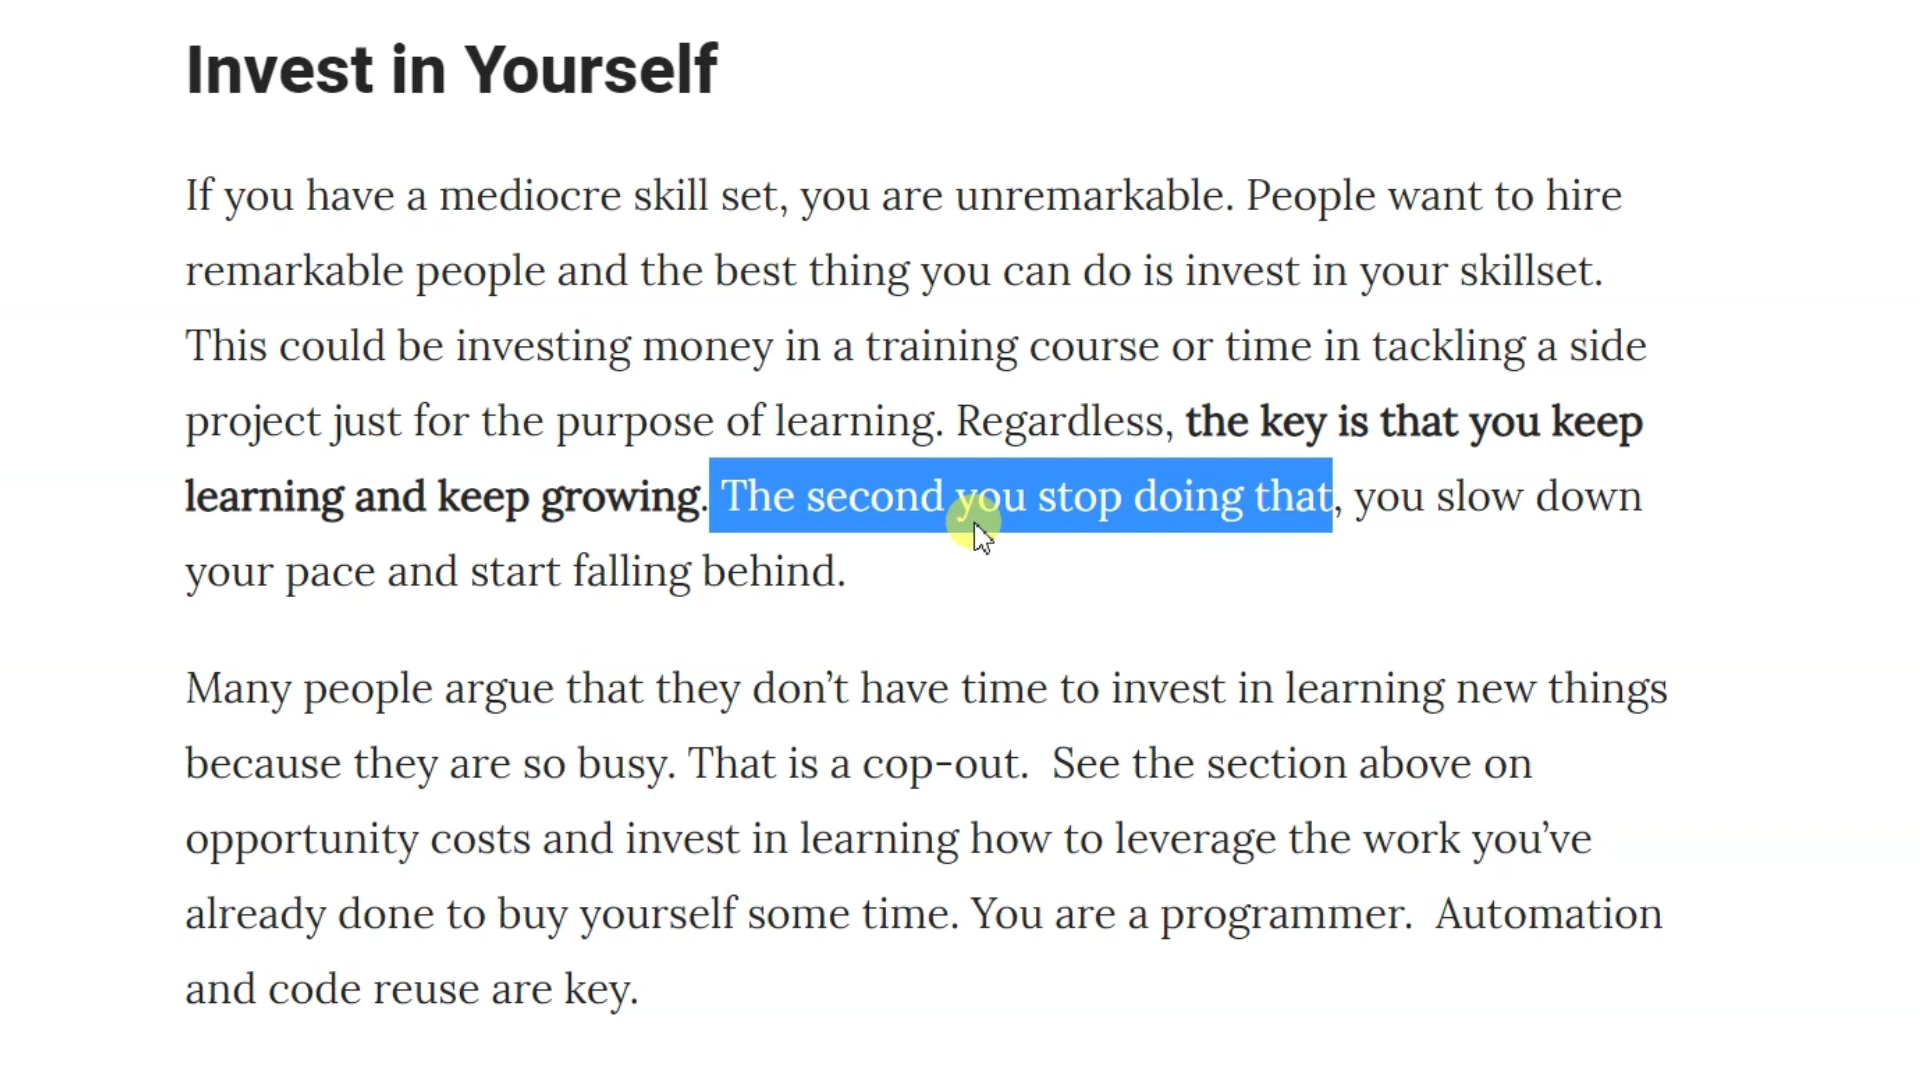 Invest in Yourself
If you have a mediocre skill set, you are unremarkable. People want to hire
remarkable people and the best thing you can do is invest in your skillset.
This could be investing money in a training course or time in tackling a side
project just for the purpose of learning. Regardless, the key is that you keep
learning and keep growing. The second you stop doing that, you slow down
your pace and start falling behind.
Many people argue that they don’t have time to invest in learning new things
because they are so busy. That is a cop-out.  See the section above on
opportunity costs and invest in learning how to leverage the work you’ve
already done to buy yourself some time. You are a programmer.  Automation
and code reuse are key.